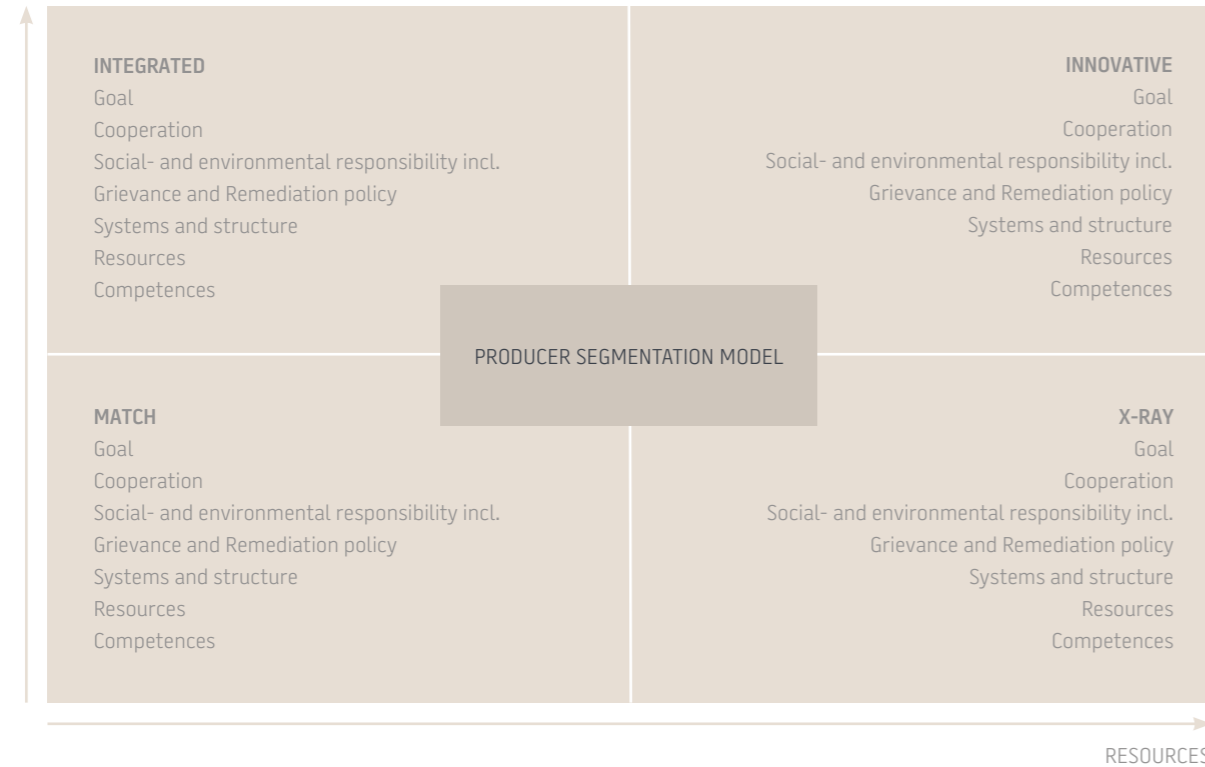 INTEGRATED
Goal
Cooperation
Social- and environmental responsibility incl.
Grievance and Remediation policy
Systems and structure
Resources
Competences
INNOVATIVE
Goal
Cooperation
Social- and environmental responsibility incl.
Grievance and Remediation policy
Systems and structure
Resources
Competences
PRODUCER SEGMENTATION MODEL
MATCH
Goal
Cooperation
Social- and environmental responsibility incl.
Grievance and Remediation policy
Systems and structure
Resources
Competences
X-RAY
Goal
Cooperation
Social- and environmental responsibility incl.
Grievance and Remediation policy
Systems and structure
Resources
Competences
RESOURCES